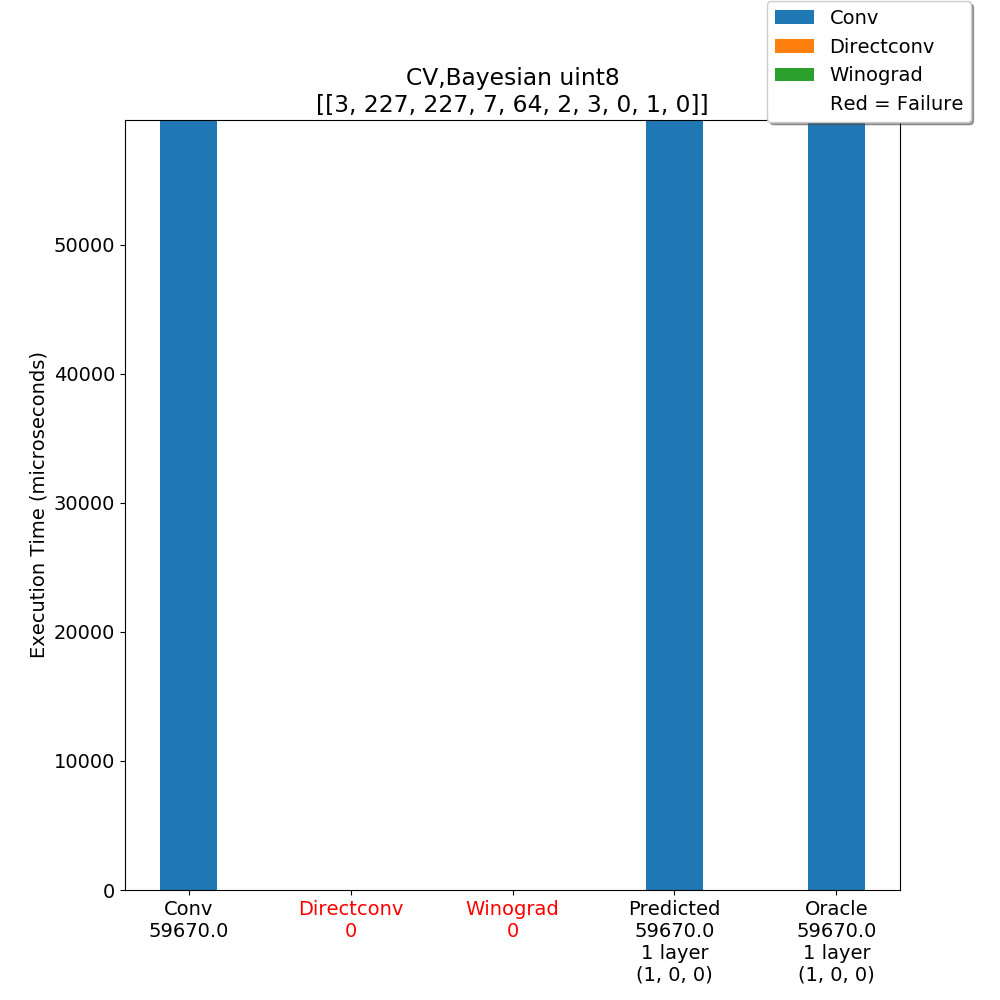 Conv
Directconv
Winograd
Red = Failure
CV,Bayesian uint8
[[3, 227, 227, 7, 64, 2, 3, 0, 1, 0]]
Execution Time (microseconds)
50000
40000
30000
20000
10000
0
Conv
59670.0
Directconv
0
Winograd
0
Predicted
59670.0
1 layer
(1, 0, 0)
Oracle
59670.0
1 layer
(1, 0, 0)